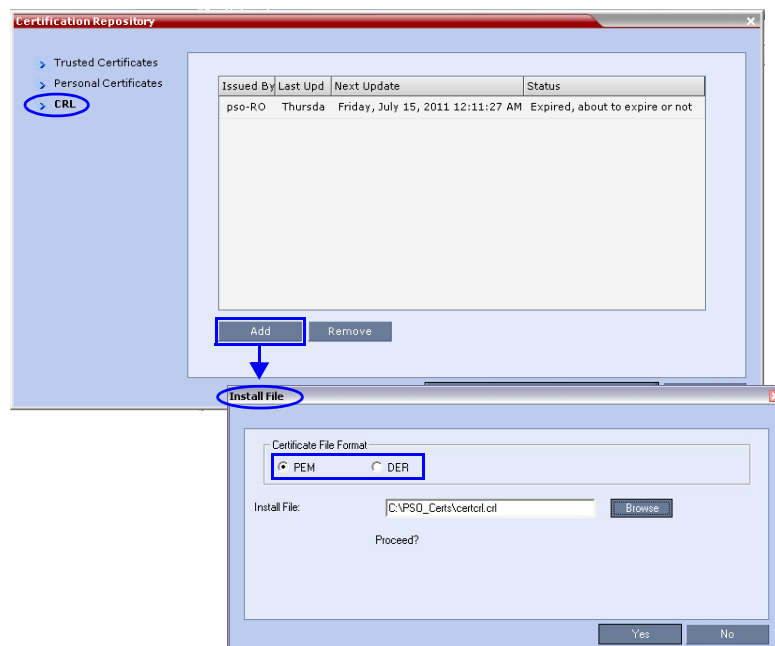 Certification Repository
Trusted Certificates
Personal Certificates
CRL
Issued By Last Upd Next Update Status
pso-RO Thursda Friday, July 15, 2011 12:11:27 AM Expired, about to expire or not
Add Remove
Install File
Certificate File Format
PEM DER
Install File: C:\PSO_Certs\certcrl.crl Browse
Proceed?
Yes No